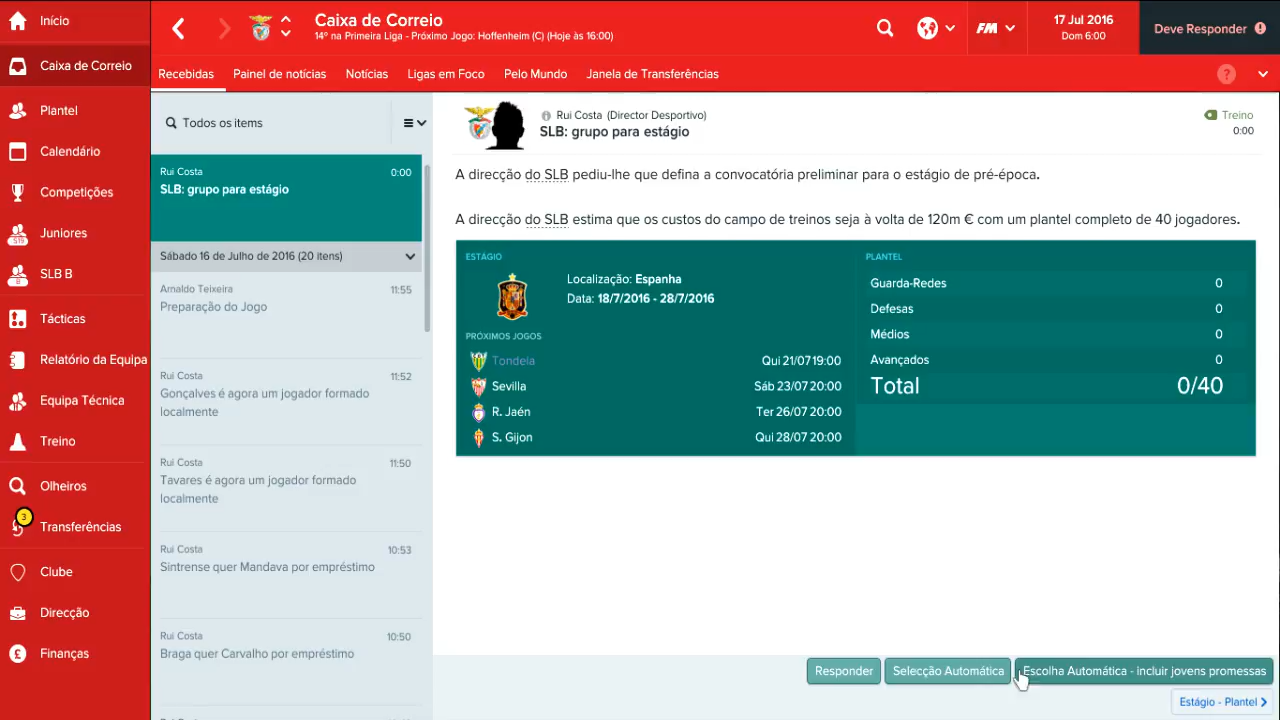 Início
Caixa de Correio
Plantel
Calendário
Competições
Juniores
S19
SLB B
B
Tácticas
Relatório da Equipa
Equipa Técnica
Treino
Olheiros
3
Transferências
Clube
Direcção
Finanças
Caixa de Correio
14º na Primeira Liga - Próximo Jogo: Hoffenheim (C) (Hoje às 16:00)
FM
17 Jul 2016
Dom 6:00
Deve Responder
Recebidas Painel de notícias Notícias Ligas em Foco Pelo Mundo Janela de Transferências
?
Todos os items
Rui Costa 0:00
SLB: grupo para estágio
Sábado 16 de Julho de 2016 (20 itens)
Arnaldo Teixeira 11:55
Preparação do Jogo
Rui Costa 11:52
Gonçalves é agora um jogador formado
localmente
Rui Costa 11:50
Tavares é agora um jogador formado
localmente
Rui Costa 10:53
Sintrense quer Mandava por empréstimo
Rui Costa 10:50
Braga quer Carvalho por empréstimo
Rui Costa (Director Desportivo)
SLB: grupo para estágio
Treino
0:00
A direcção do SLB pediu-lhe que defina a convocatória preliminar para o estágio de pré-época.
A direcção do SLB estima que os custos do campo de treinos seja à volta de 120m € com um plantel completo de 40 jogadores.
ESTÁGIO
Localização: Espanha
Data: 18/7/2016 - 28/7/2016
PRÓXIMOS JOGOS
Tondela Qui 21/07 19:00
Sevilla Sáb 23/07 20:00
R. Jaén Ter 26/07 20:00
S. Gijon Qui 28/07 20:00
PLANTEL
Guarda-Redes 0
Defesas 0
Médios 0
Avançados 0
Total 0/40
Responder
Selecção Automática
Escolha Automática - incluir jovens promessas
Estágio - Plantel